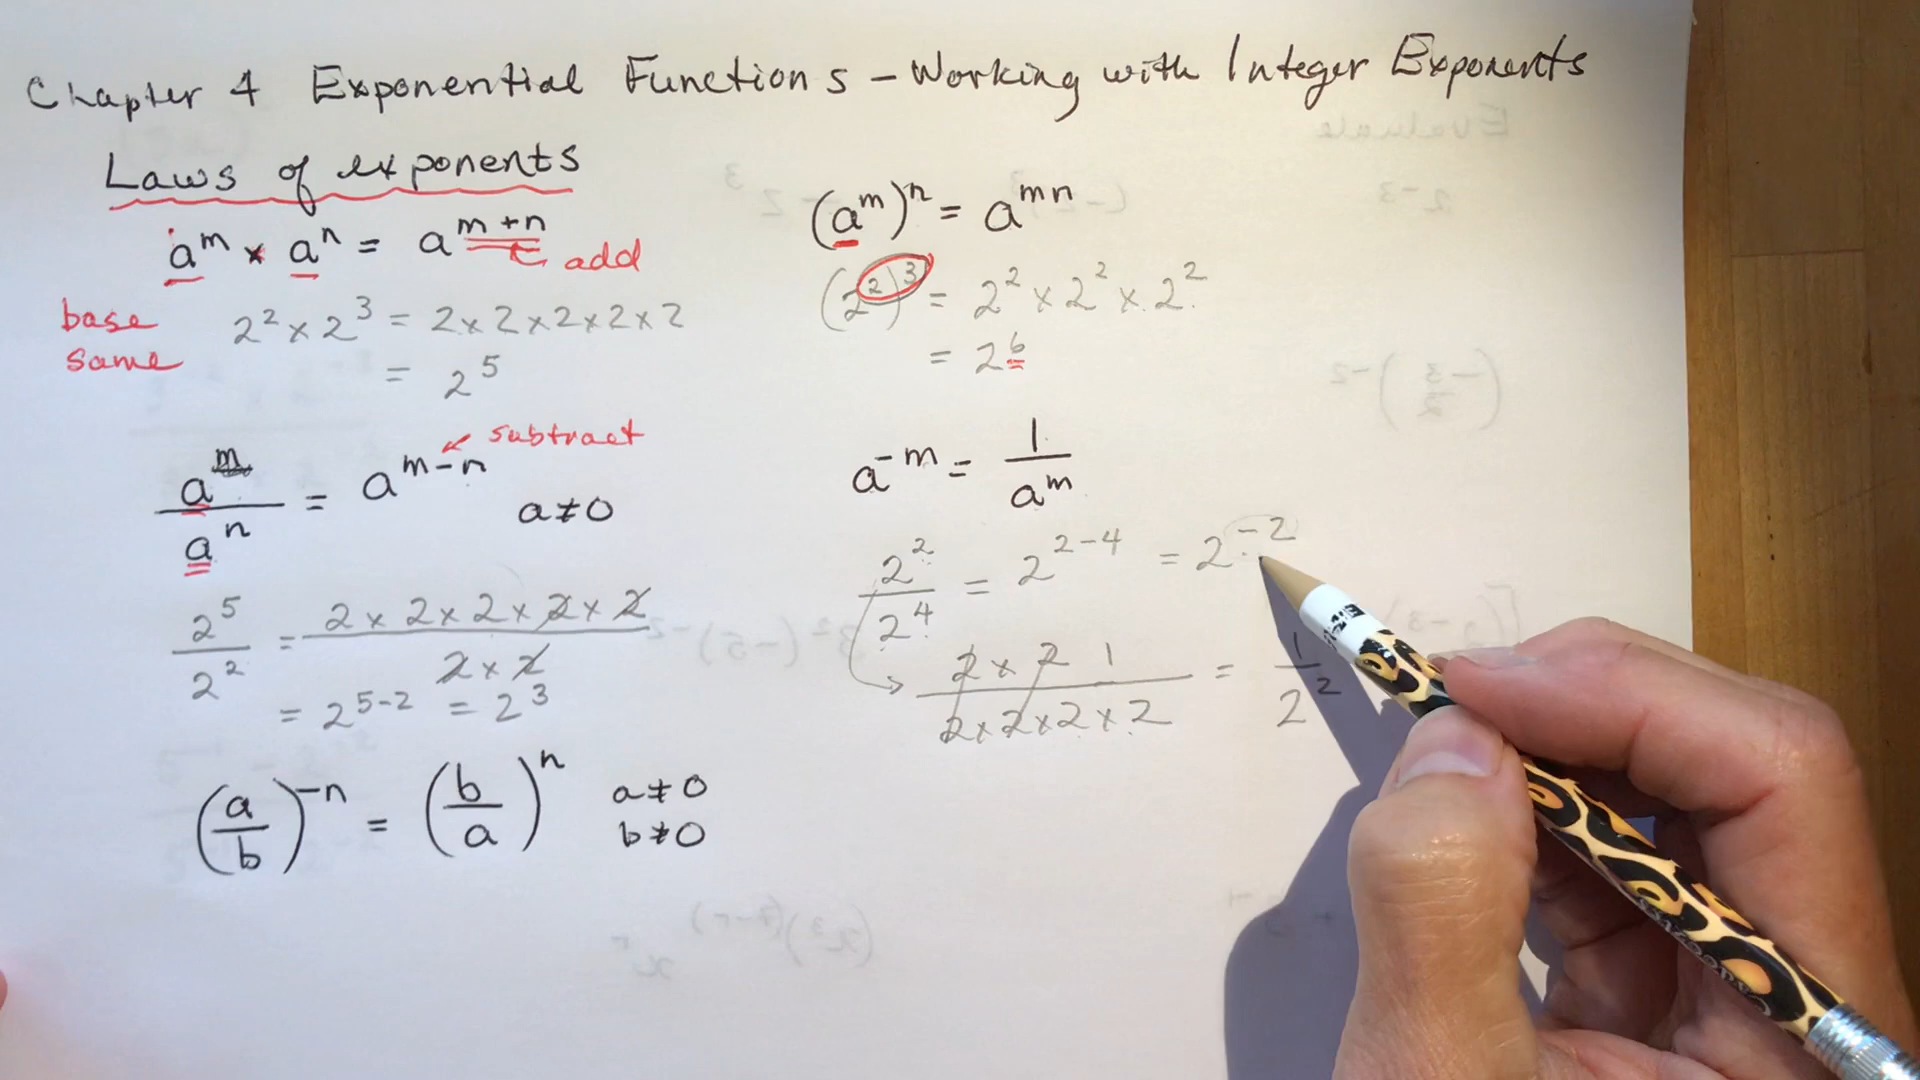 Chapter 4 Exponential Functions - Working with Integer Exponents
Laws of exponents
a^m × a^n = a^(m+n)
add
base
same
2^2 × 2^3 = 2×2×2×2×2
= 2^5
a^m / a^n = a^(m-n)
subtract
a≠0
2^5 / 2^2 = 2×2×2×2×2 / 2×2
= 2^(5-2) = 2^3
(a/b)^(-n) = (b/a)^n
a≠0
b≠0
(a^m)^n = a^(mn)
(2^2)^3 = 2^2 × 2^2 × 2^2
= 2^6
a^(-m) = 1 / a^m
2^2 / 2^4 = 2^(2-4) = 2^(-2)
2×2 1 / 2×2×2×2 = 1 / 2^2
Evaluate
2^(-3)